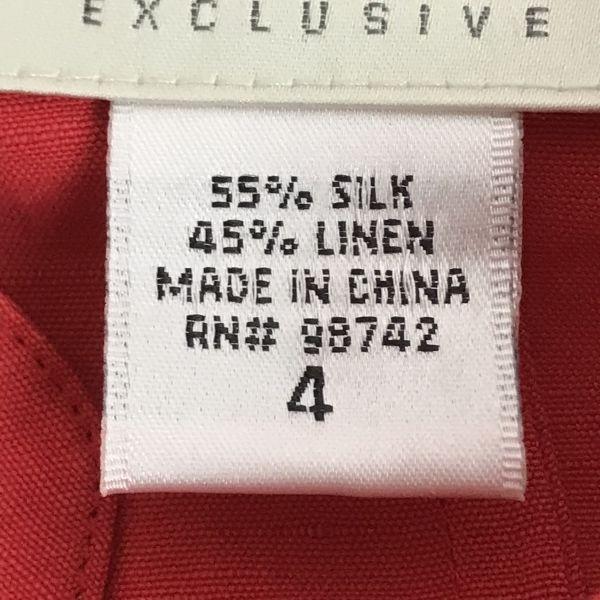 EXCLUSIVE
55% SILK
45% LINEN
MADE IN CHINA
RN# 98742
4